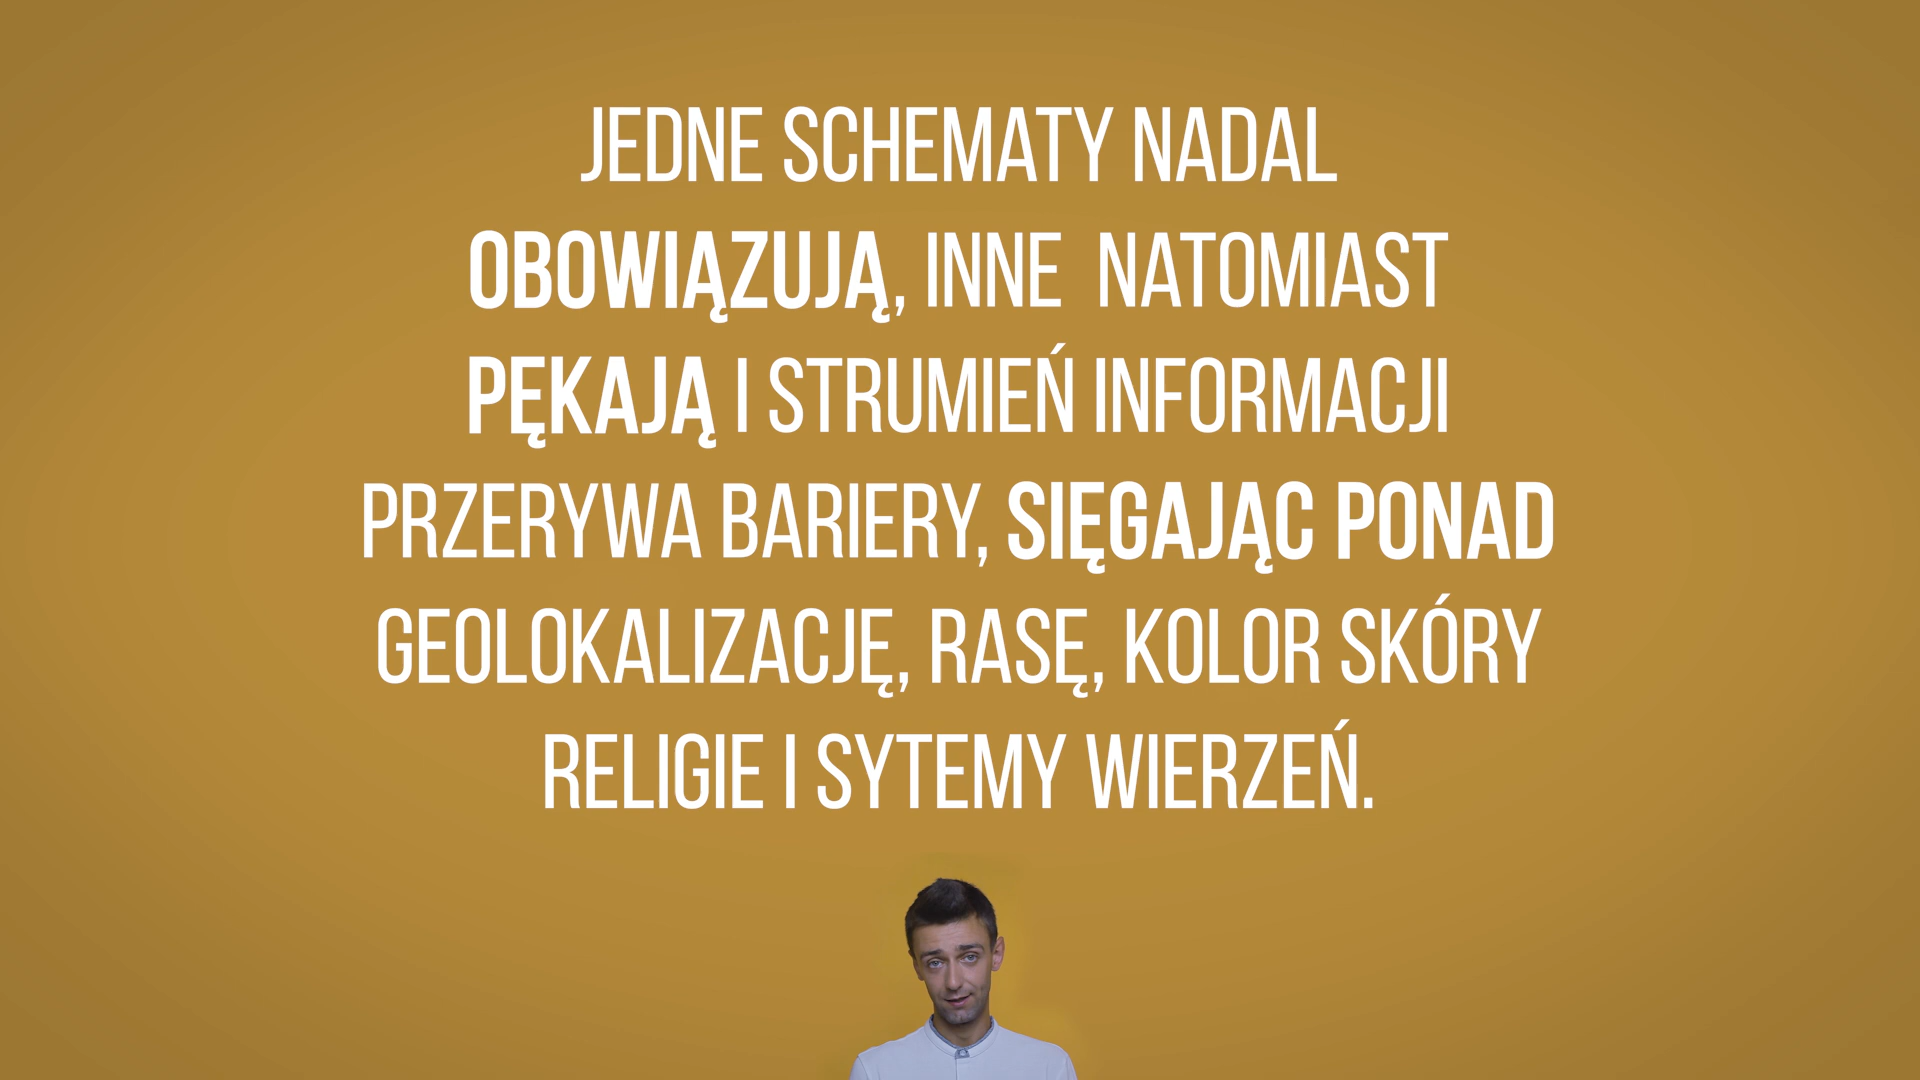 JEDNE SCHEMATY NADAL
OBOWIĄZUJĄ, INNE  NATOMIAST
PĘKAJĄ I STRUMIEŃ INFORMACJI
PRZERYWA BARIERY, SIĘGAJĄC PONAD
GEOLOKALIZACJĘ, RASĘ, KOLOR SKÓRY
RELIGIE I SYTEMY WIERZEŃ.